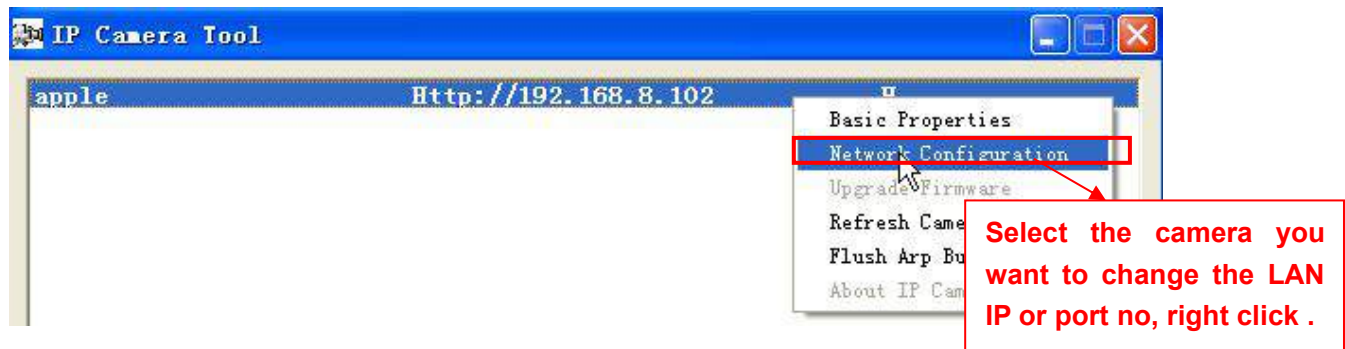 IP Camera Tool
apple Http://192.168.8.102
Basic Properties
Network Configuration
Upgrade Firmware
Refresh Came
Flush Arp Bu
About IP Cam
Select the camera you
want to change the LAN
IP or port no, right click .